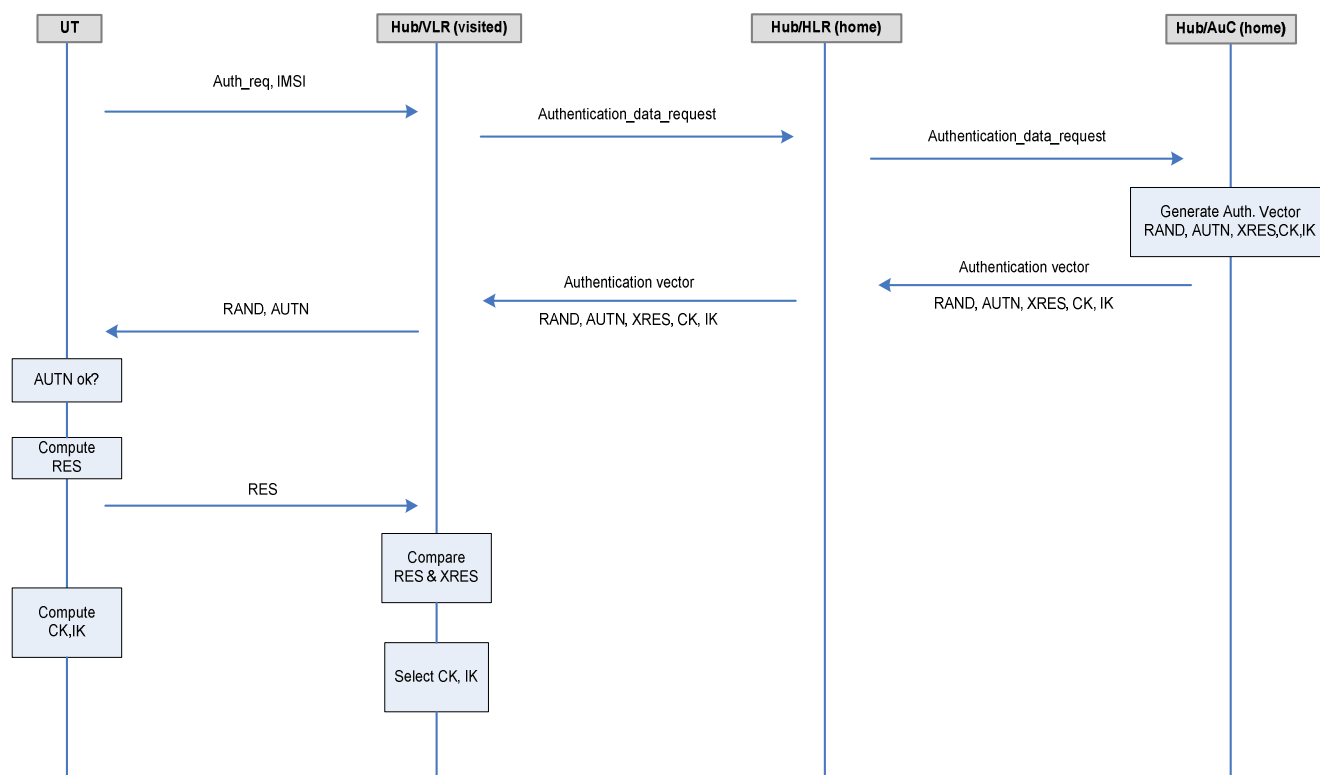 UT
Hub/VLR (visited)
Hub/HLR (home)
Hub/AuC (home)
Auth_req, IMSI
Authentication_data_request
Authentication_data_request
Generate Auth. Vector
RAND, AUTN, XRES,CK,IK
Authentication vector
RAND, AUTN, XRES, CK, IK
Authentication vector
RAND, AUTN, XRES, CK, IK
RAND, AUTN
AUTN ok?
Compute
RES
RES
Compare
RES & XRES
Compute
CK,IK
Select CK, IK